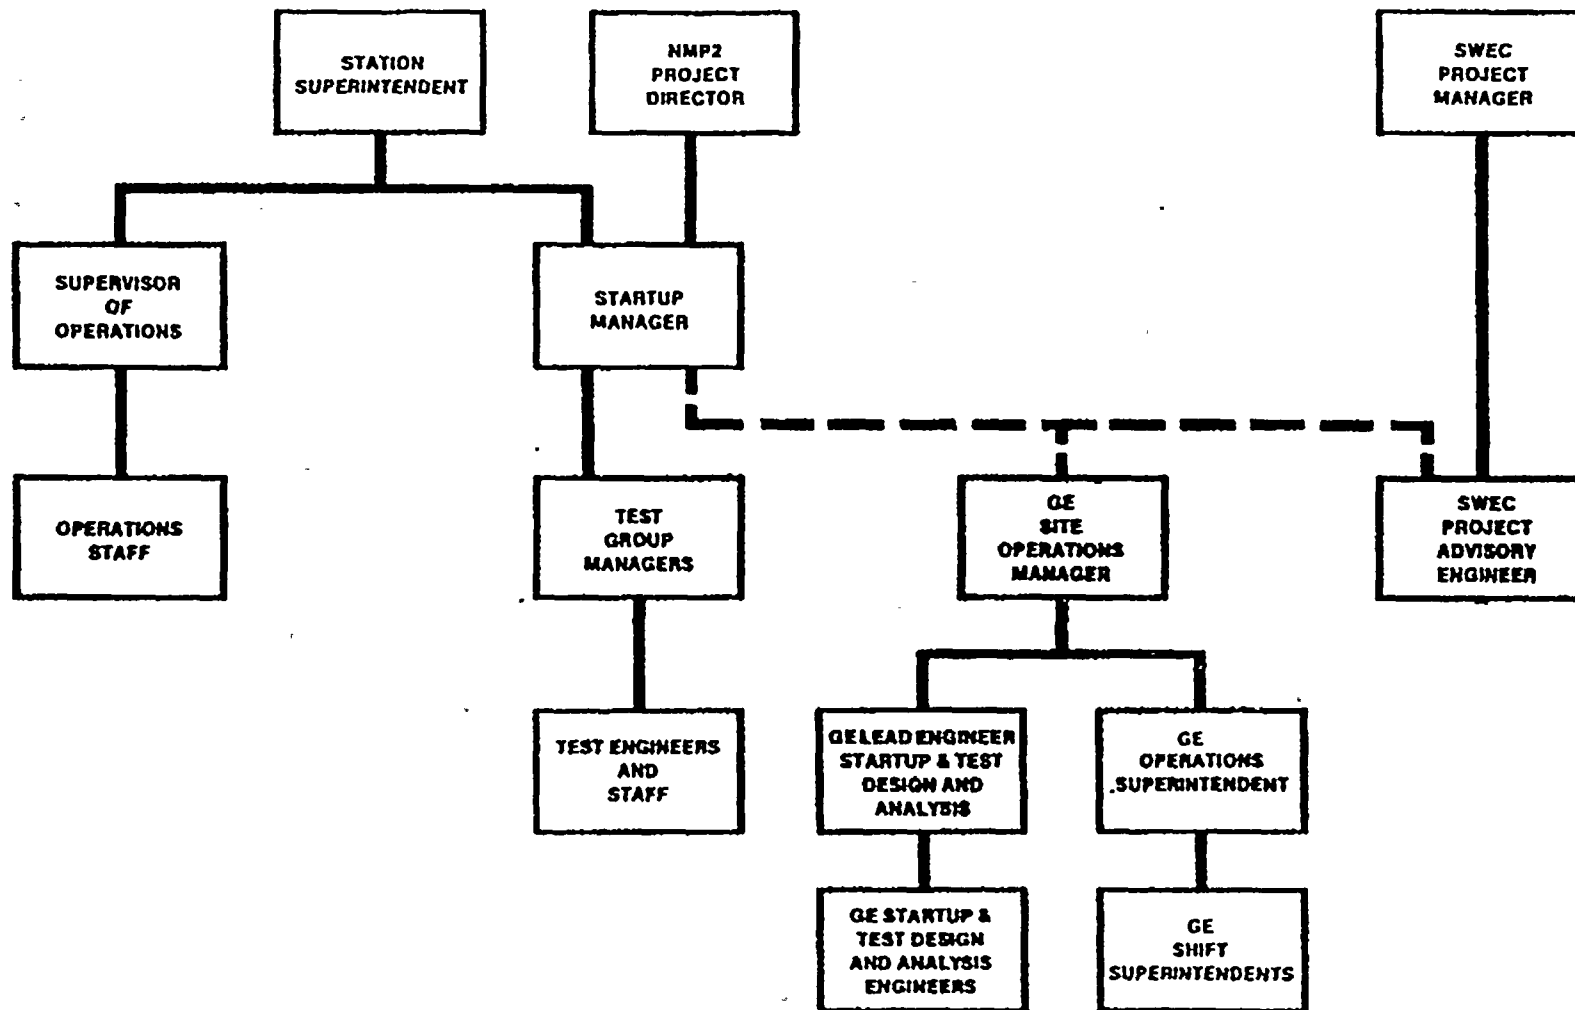 STATION
SUPERINTENDENT
NMP2
PROJECT
DIRECTOR
SWEC
PROJECT
MANAGER
SUPERVISOR
OF
OPERATIONS
STARTUP
MANAGER
OPERATIONS
STAFF
TEST
GROUP
MANAGERS
GE
SITE
OPERATIONS
MANAGER
SWEC
PROJECT
ADVISORY
ENGINEER
TEST ENGINEERS
AND
STAFF
GE LEAD ENGINEER
STARTUP & TEST
DESIGN AND
ANALYSIS
GE
OPERATIONS
SUPERINTENDENT
GE STARTUP &
TEST DESIGN
AND ANALYSIS
ENGINEERS
GE
SHIFT
SUPERINTENDENTS